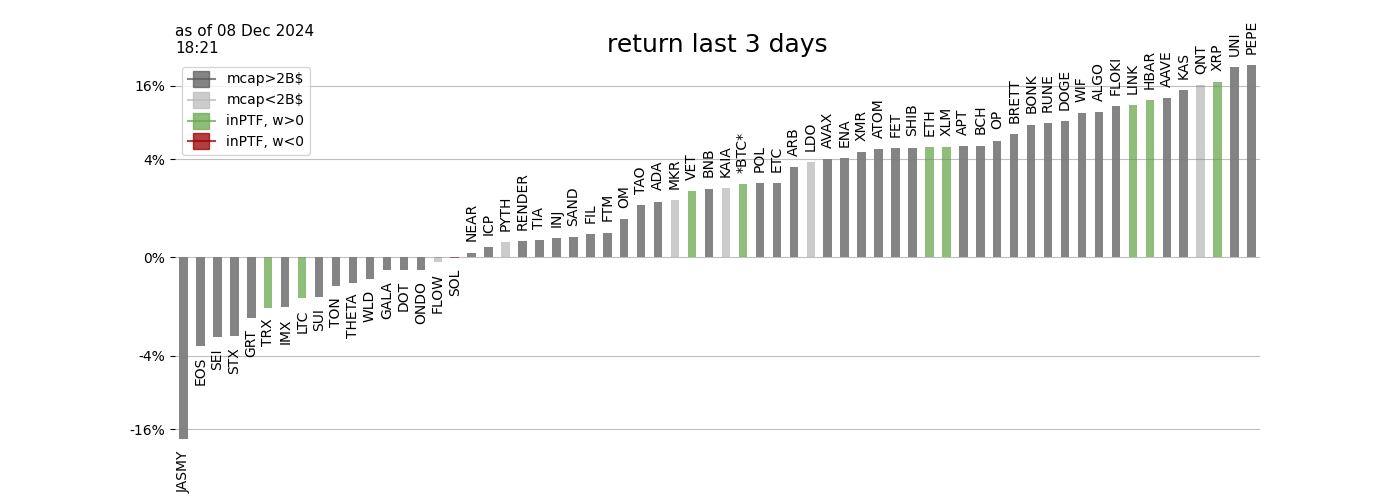 as of 08 Dec 2024
18:21
return last 3 days
mcap>2B$
mcap<2B$
inPTF, w>0
inPTF, w<0
16%
4%
0%
-4%
-16%
JASMY
EOS
SEI
STX
GRT
TRX
IMX
LTC
SUI
TON
THETA
WLD
GALA
DOT
ONDO
FLOW
SOL
NEAR
ICP
PYTH
RENDER
TIA
INJ
SAND
FIL
FTM
OM
TAO
ADA
MKR
VET
BNB
KAIA
*BTC*
POL
ETC
ARB
LDO
AVAX
ENA
XMR
ATOM
FET
SHIB
ETH
XLM
APT
BCH
OP
BRETT
BONK
RUNE
DOGE
WIF
ALGO
FLOKI
LINK
HBAR
AAVE
KAS
QNT
XRP
UNI
PEPE